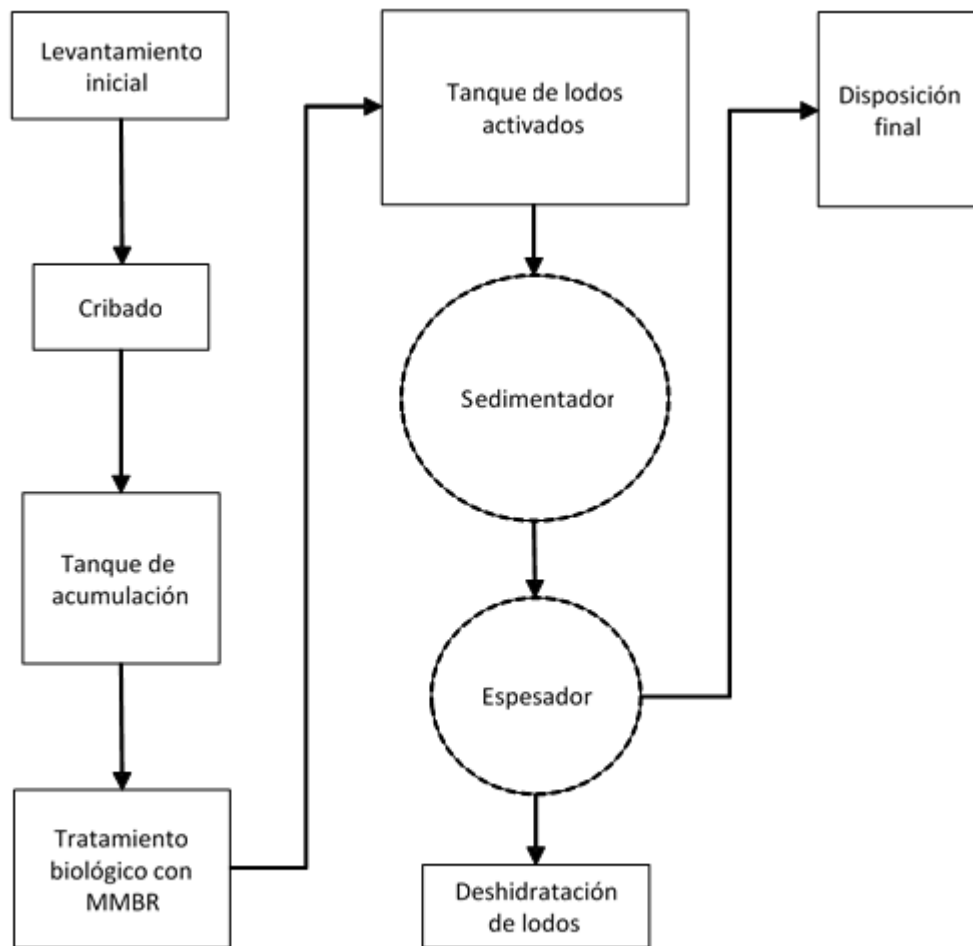 Levantamiento
inicial
Cribado
Tanque de
acumulación
Tratamiento
biológico con
MMBR
Tanque de lodos
activados
Sedimentador
Espesador
Deshidratación
de lodos
Disposición
final